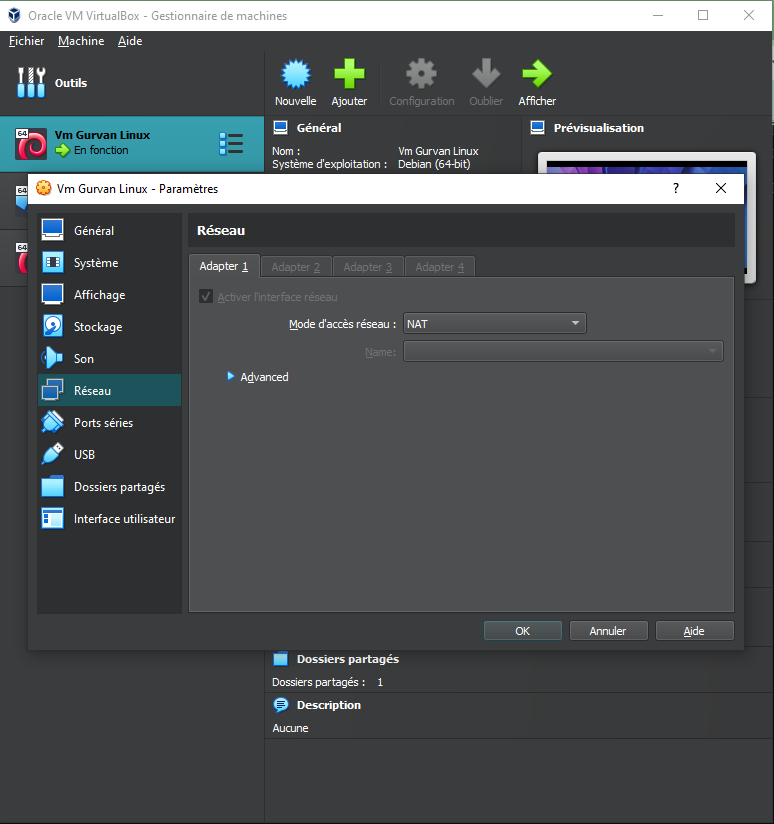 Oracle VM VirtualBox - Gestionnaire de machines
Fichier Machine Aide
Outils
Nouvelle Ajouter Configuration Oublier Afficher
64
Vm Gurvan Linux
En fonction
Général
Nom : Vm Gurvan Linux
Système d'exploitation : Debian (64-bit)
Prévisualisation
64
64
Vm Gurvan Linux - Paramètres
?
Général
Système
Affichage
Stockage
Son
Réseau
Ports séries
USB
Dossiers partagés
Interface utilisateur
Réseau
Adapter 1 Adapter 2 Adapter 3 Adapter 4
Activer l'interface réseau
Mode d'accès réseau : NAT
Name:
Advanced
OK Annuler Aide
Dossiers partagés
Dossiers partagés : 1
Description
Aucune